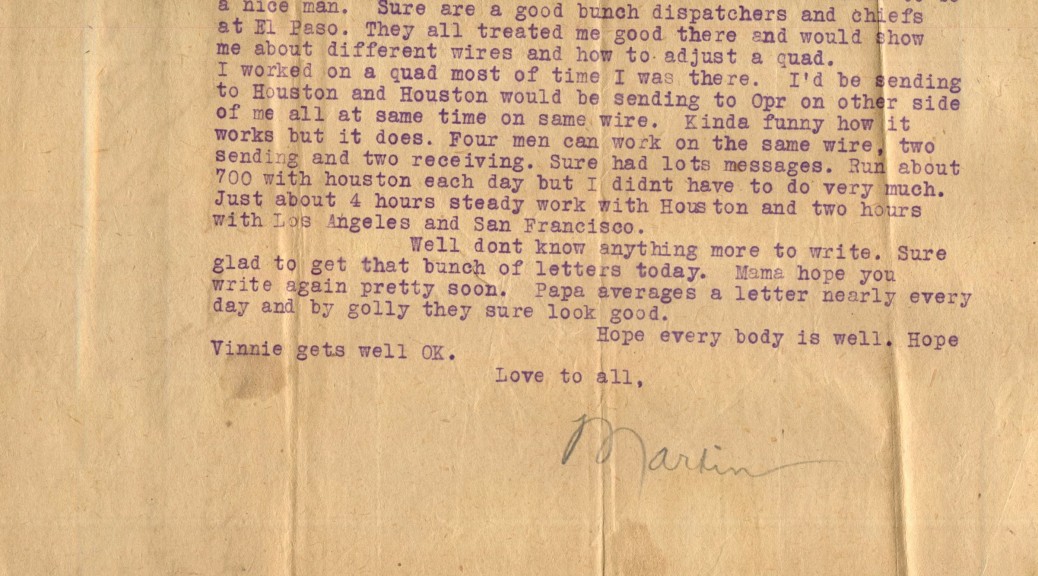 a nice man.  Sure are a good bunch dispatchers and chiefs
at El Paso. They all treated me good there and would show
me about different wires and how to adjust a quad.
I worked on a quad most of time I was there.  I'd be sending
to Houston and Houston would be sending to Opr on other side
of me all at same time on same wire.  Kinda funny how it
works but it does. Four men can work on the same wire, two
sending and two receiving. Sure had lots messages. Run about
700 with houston each day but I didnt have to do very much.
Just about 4 hours steady work with Houston and two hours
with Los Angeles and San Francisco.
Well dont know anything more to write. Sure
glad to get that bunch of letters today.  Mama hope you
write again pretty soon.  Papa averages a letter nearly every
day and by golly they sure look good.
Hope every body is well. Hope
Vinnie gets well OK.
Love to all,
Martin